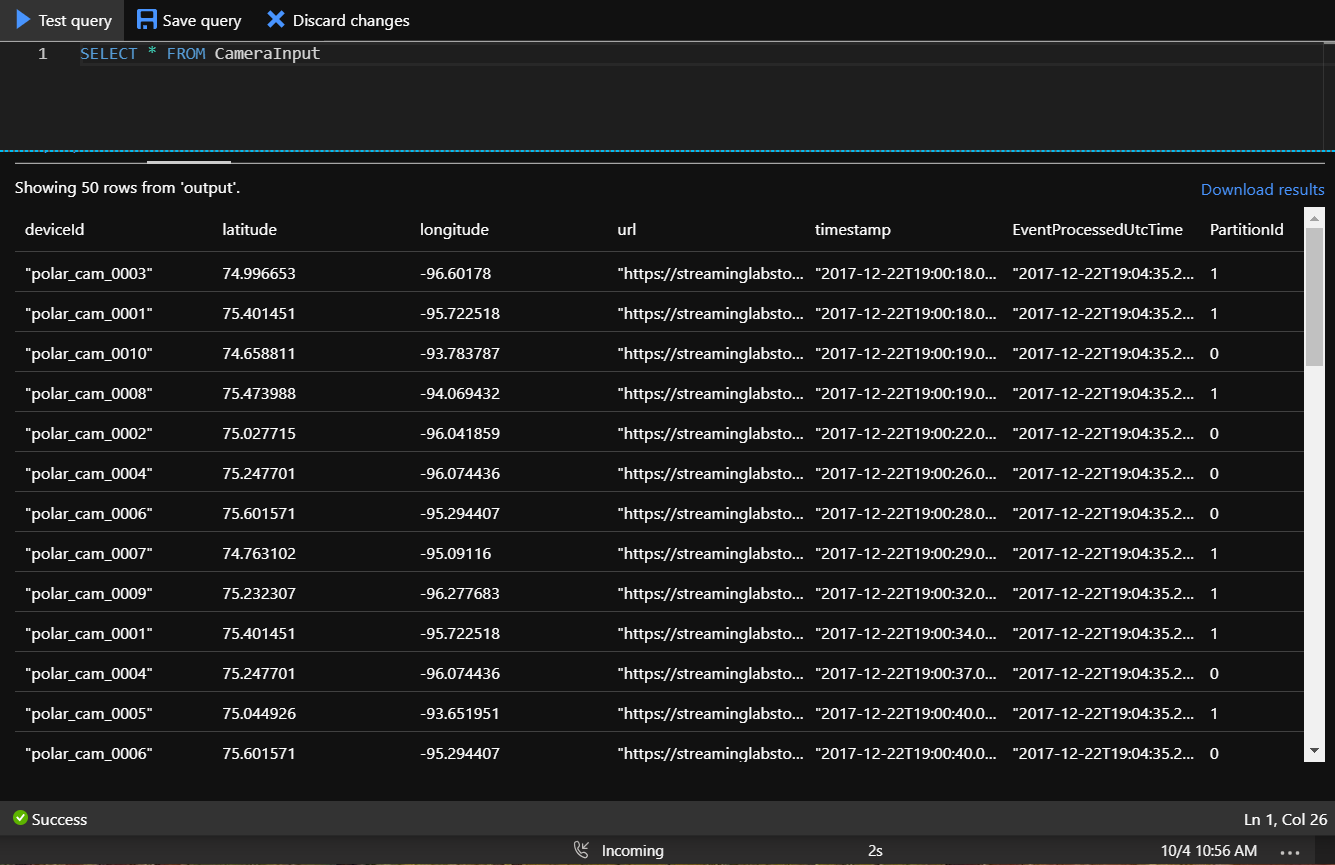 Test query Save query Discard changes
1 SELECT * FROM CameraInput
Showing 50 rows from 'output'.
Download results
deviceId latitude longitude url timestamp EventProcessedUtcTime PartitionId
"polar_cam_0003" 74.996653 -96.60178 "https://streaminglabsto... "2017-12-22T19:00:18.0... "2017-12-22T19:04:35.2... 1
"polar_cam_0001" 75.401451 -95.722518 "https://streaminglabsto... "2017-12-22T19:00:18.0... "2017-12-22T19:04:35.2... 1
"polar_cam_0010" 74.658811 -93.783787 "https://streaminglabsto... "2017-12-22T19:00:19.0... "2017-12-22T19:04:35.2... 0
"polar_cam_0008" 75.473988 -94.069432 "https://streaminglabsto... "2017-12-22T19:00:19.0... "2017-12-22T19:04:35.2... 1
"polar_cam_0002" 75.027715 -96.041859 "https://streaminglabsto... "2017-12-22T19:00:22.0... "2017-12-22T19:04:35.2... 0
"polar_cam_0004" 75.247701 -96.074436 "https://streaminglabsto... "2017-12-22T19:00:26.0... "2017-12-22T19:04:35.2... 0
"polar_cam_0006" 75.601571 -95.294407 "https://streaminglabsto... "2017-12-22T19:00:28.0... "2017-12-22T19:04:35.2... 0
"polar_cam_0007" 74.763102 -95.09116 "https://streaminglabsto... "2017-12-22T19:00:29.0... "2017-12-22T19:04:35.2... 1
"polar_cam_0009" 75.232307 -96.277683 "https://streaminglabsto... "2017-12-22T19:00:32.0... "2017-12-22T19:04:35.2... 1
"polar_cam_0001" 75.401451 -95.722518 "https://streaminglabsto... "2017-12-22T19:00:34.0... "2017-12-22T19:04:35.2... 1
"polar_cam_0004" 75.247701 -96.074436 "https://streaminglabsto... "2017-12-22T19:00:37.0... "2017-12-22T19:04:35.2... 0
"polar_cam_0005" 75.044926 -93.651951 "https://streaminglabsto... "2017-12-22T19:00:40.0... "2017-12-22T19:04:35.2... 1
"polar_cam_0006" 75.601571 -95.294407 "https://streaminglabsto... "2017-12-22T19:00:40.0... "2017-12-22T19:04:35.2... 0
Success Ln 1, Col 26
Incoming 2s 10/4 10:56 AM ...